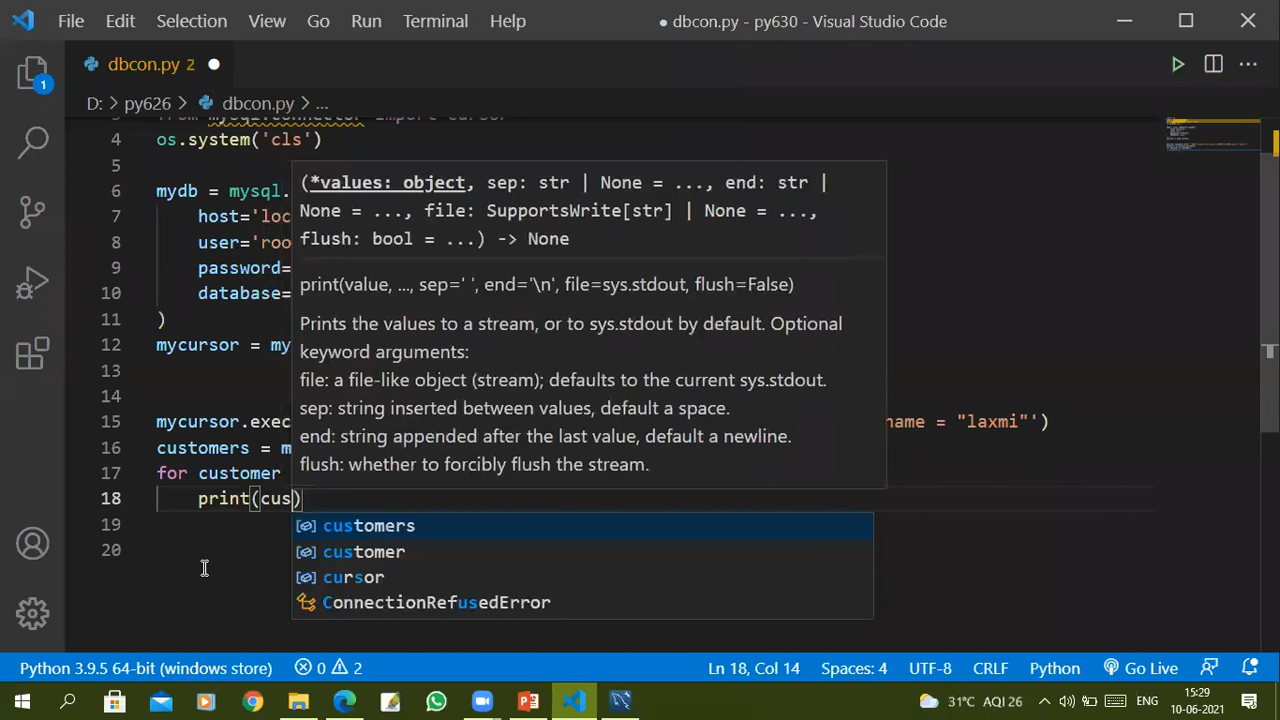 File Edit Selection View Go Run Terminal Help
● dbcon.py - py630 - Visual Studio Code
dbcon.py 2
D: > py626 > dbcon.py > ...
1
3 from mysql.connector import cursor
4 os.system('cls')
5
6 mydb = mysql.
7 host='loc
8 user='roo
9 password=
10 database=
11 )
12 mycursor = my
13
14
15 mycursor.exec name = "laxmi"')
16 customers = m
17 for customer
18 print(cus)
19
20
(*values: object, sep: str | None = ..., end: str |
None = ..., file: SupportsWrite[str] | None = ...,
flush: bool = ...) -> None
print(value, ..., sep=' ', end='\n', file=sys.stdout, flush=False)
Prints the values to a stream, or to sys.stdout by default. Optional
keyword arguments:
file: a file-like object (stream); defaults to the current sys.stdout.
sep: string inserted between values, default a space.
end: string appended after the last value, default a newline.
flush: whether to forcibly flush the stream.
customers
customer
cursor
ConnectionRefusedError
Python 3.9.5 64-bit (windows store) 0 2 Ln 18, Col 14 Spaces: 4 UTF-8 CRLF Python Go Live
31°C AQI 26 ENG 15:29
10-06-2021